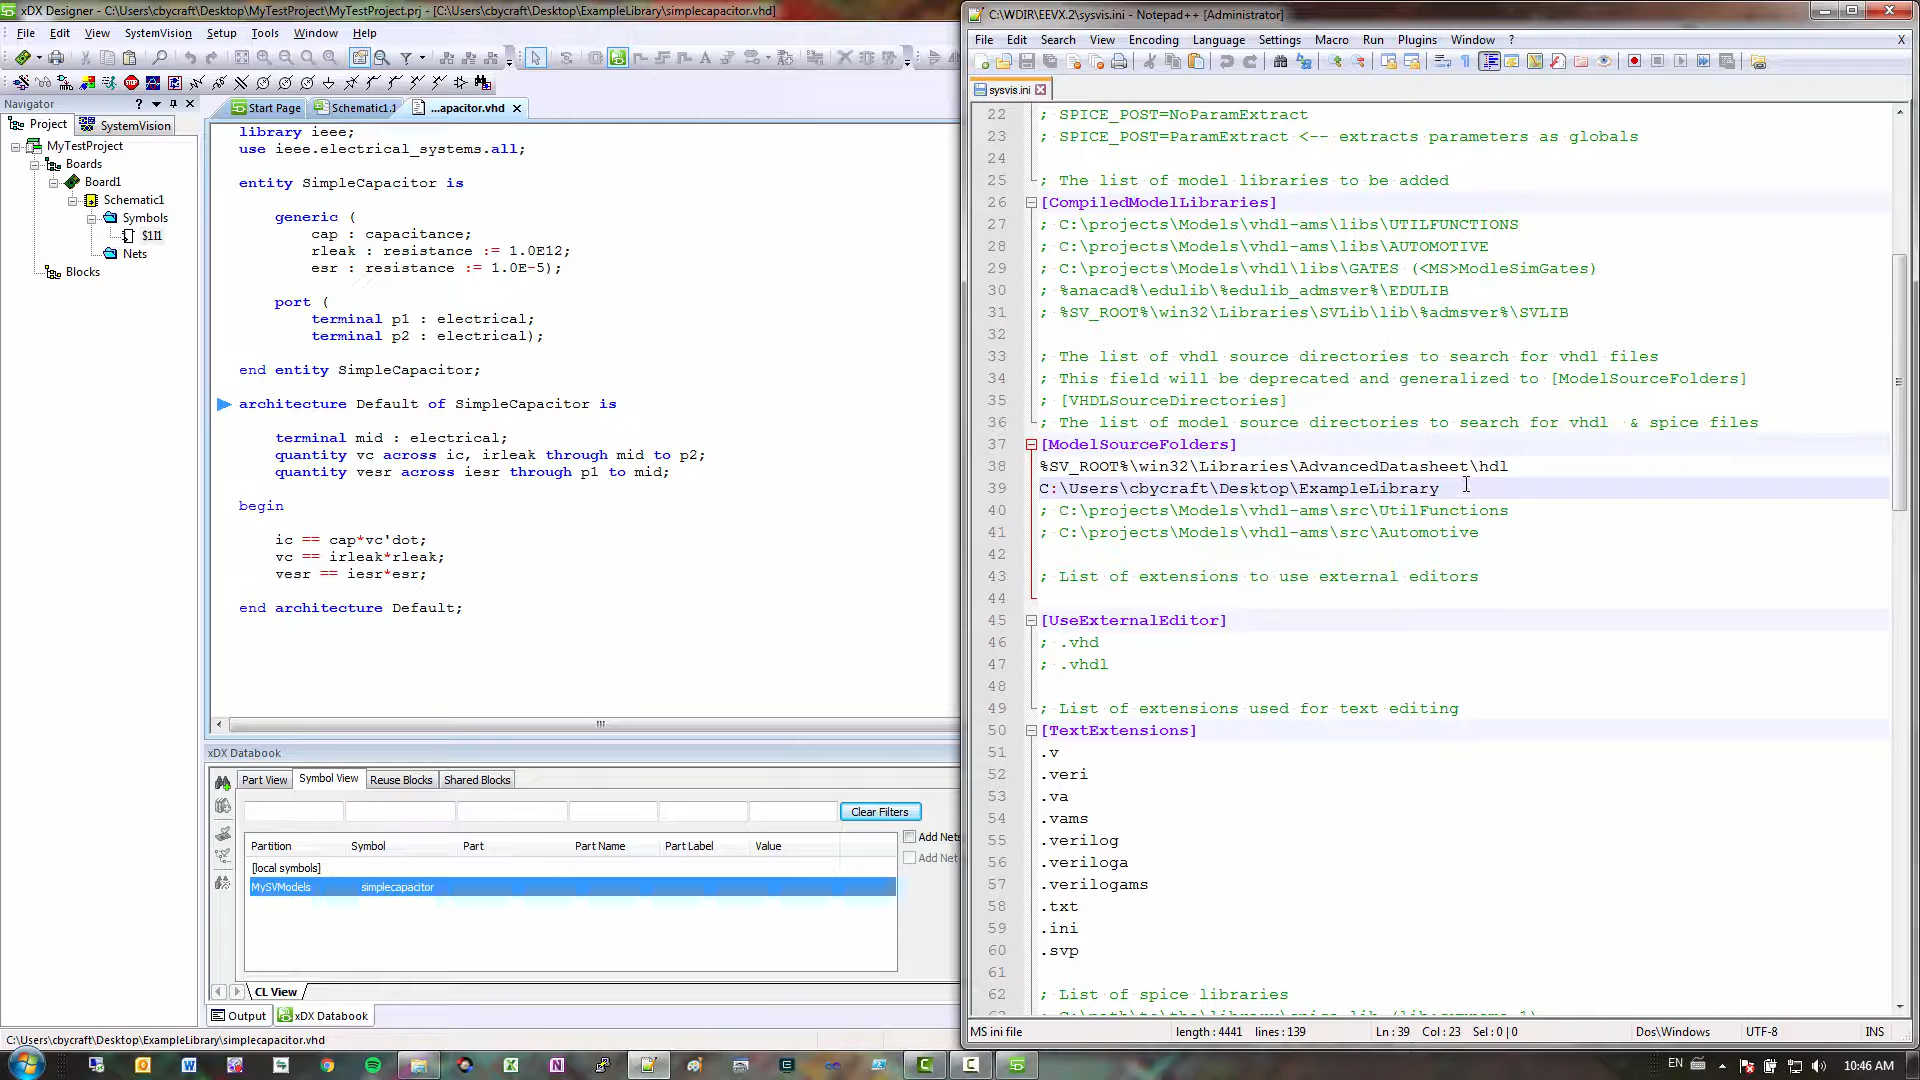 xDX Designer - C:\Users\cbycraft\Desktop\MyTestProject\MyTestProject.prj - [C:\Users\cbycraft\Desktop\ExampleLibrary\simplecapacitor.vhd]
File Edit View SystemVision Setup Tools Window Help
Navigator
Project SystemVision
MyTestProject
Boards
Board1
Schematic1
Symbols
$1I1
Nets
Blocks
Start Page Schematic1.1 ...apacitor.vhd
library ieee;
use ieee.electrical_systems.all;
entity SimpleCapacitor is
generic (
cap : capacitance;
rleak : resistance := 1.0E12;
esr : resistance := 1.0E-5);
port (
terminal p1 : electrical;
terminal p2 : electrical);
end entity SimpleCapacitor;
architecture Default of SimpleCapacitor is
terminal mid : electrical;
quantity vc across ic, irleak through mid to p2;
quantity vesr across iesr through p1 to mid;
begin
ic == cap*vc'dot;
vc == irleak*rleak;
vesr == iesr*esr;
end architecture Default;
xDX Databook
Part View Symbol View Reuse Blocks Shared Blocks
Clear Filters
Add Nets
Add Net
Partition Symbol Part Part Name Part Label Value
[local symbols]
MySVModels simplecapacitor
CL View
Output xDX Databook
C:\Users\cbycraft\Desktop\ExampleLibrary\simplecapacitor.vhd
C:\WDIR\EEVX.2\sysvis.ini - Notepad++ [Administrator]
File Edit Search View Encoding Language Settings Macro Run Plugins Window ? X
sysvis.ini
22 ; SPICE_POST=NoParamExtract
23 ; SPICE_POST=ParamExtract <-- extracts parameters as globals
24
25 ; The list of model libraries to be added
26 [CompiledModelLibraries]
27 ; C:\projects\Models\vhdl-ams\libs\UTILFUNCTIONS
28 ; C:\projects\Models\vhdl-ams\libs\AUTOMOTIVE
29 ; C:\projects\Models\vhdl\libs\GATES (<MS>ModleSimGates)
30 ; %anacad%\edulib\%edulib_admsver%\EDULIB
31 ; %SV_ROOT%\win32\Libraries\SVLib\lib\%admsver%\SVLIB
32
33 ; The list of vhdl source directories to search for vhdl files
34 ; This field will be deprecated and generalized to [ModelSourceFolders]
35 ; [VHDLSourceDirectories]
36 ; The list of model source directories to search for vhdl & spice files
37 [ModelSourceFolders]
38 %SV_ROOT%\win32\Libraries\AdvancedDatasheet\hdl
39 C:\Users\cbycraft\Desktop\ExampleLibrary
40 ; C:\projects\Models\vhdl-ams\src\UtilFunctions
41 ; C:\projects\Models\vhdl-ams\src\Automotive
42
43 ; List of extensions to use external editors
44
45 [UseExternalEditor]
46 ; .vhd
47 ; .vhdl
48
49 ; List of extensions used for text editing
50 [TextExtensions]
51 .v
52 .veri
53 .va
54 .vams
55 .verilog
56 .veriloga
57 .verilogams
58 .txt
59 .ini
60 .svp
61
62 ; List of spice libraries
MS ini file length : 4441 lines : 139 Ln : 39 Col : 23 Sel : 0 | 0 Dos\Windows UTF-8 INS
EN 10:46 AM